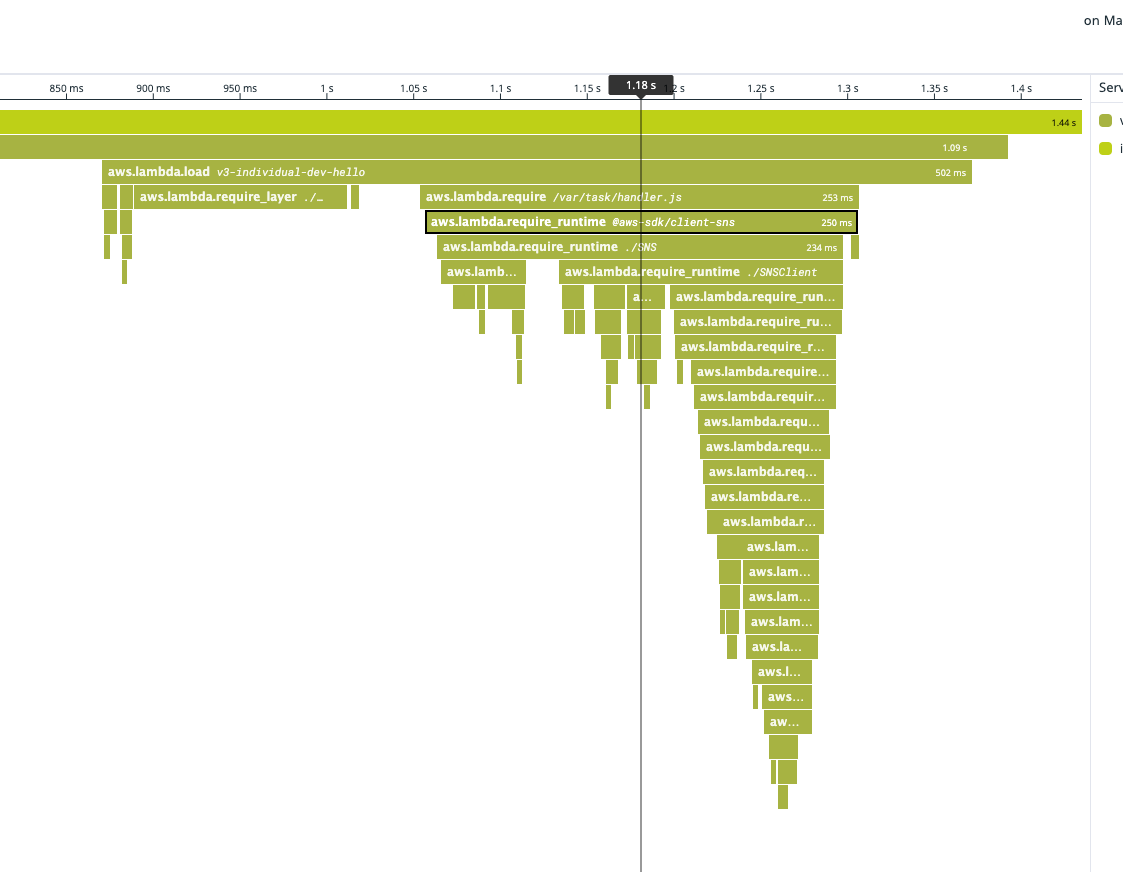 on Ma
850 ms 900 ms 950 ms 1 s 1.05 s 1.1 s 1.15 s 1.18 s 1.2 1.25 s 1.3 s 1.35 s 1.4 s
Serv
1.44 s
1.09 s
aws.lambda.load v3-individual-dev-hello 502 ms
aws.lambda.require_layer ./… aws.lambda.require /var/task/handler.js 253 ms
aws.lambda.require_runtime @aws-sdk/client-sns 250 ms
aws.lambda.require_runtime ./SNS 234 ms
aws.lamb... aws.lambda.require_runtime ./SNSClient
a... aws.lambda.require_run...
aws.lambda.require_ru...
aws.lambda.require_r...
aws.lambda.require...
aws.lambda.requir...
aws.lambda.requ...
aws.lambda.requ...
aws.lambda.req...
aws.lambda.re...
aws.lambda.r...
aws.lam...
aws.lam...
aws.lam...
aws.lam...
aws.la...
aws.l...
aws...
aw...